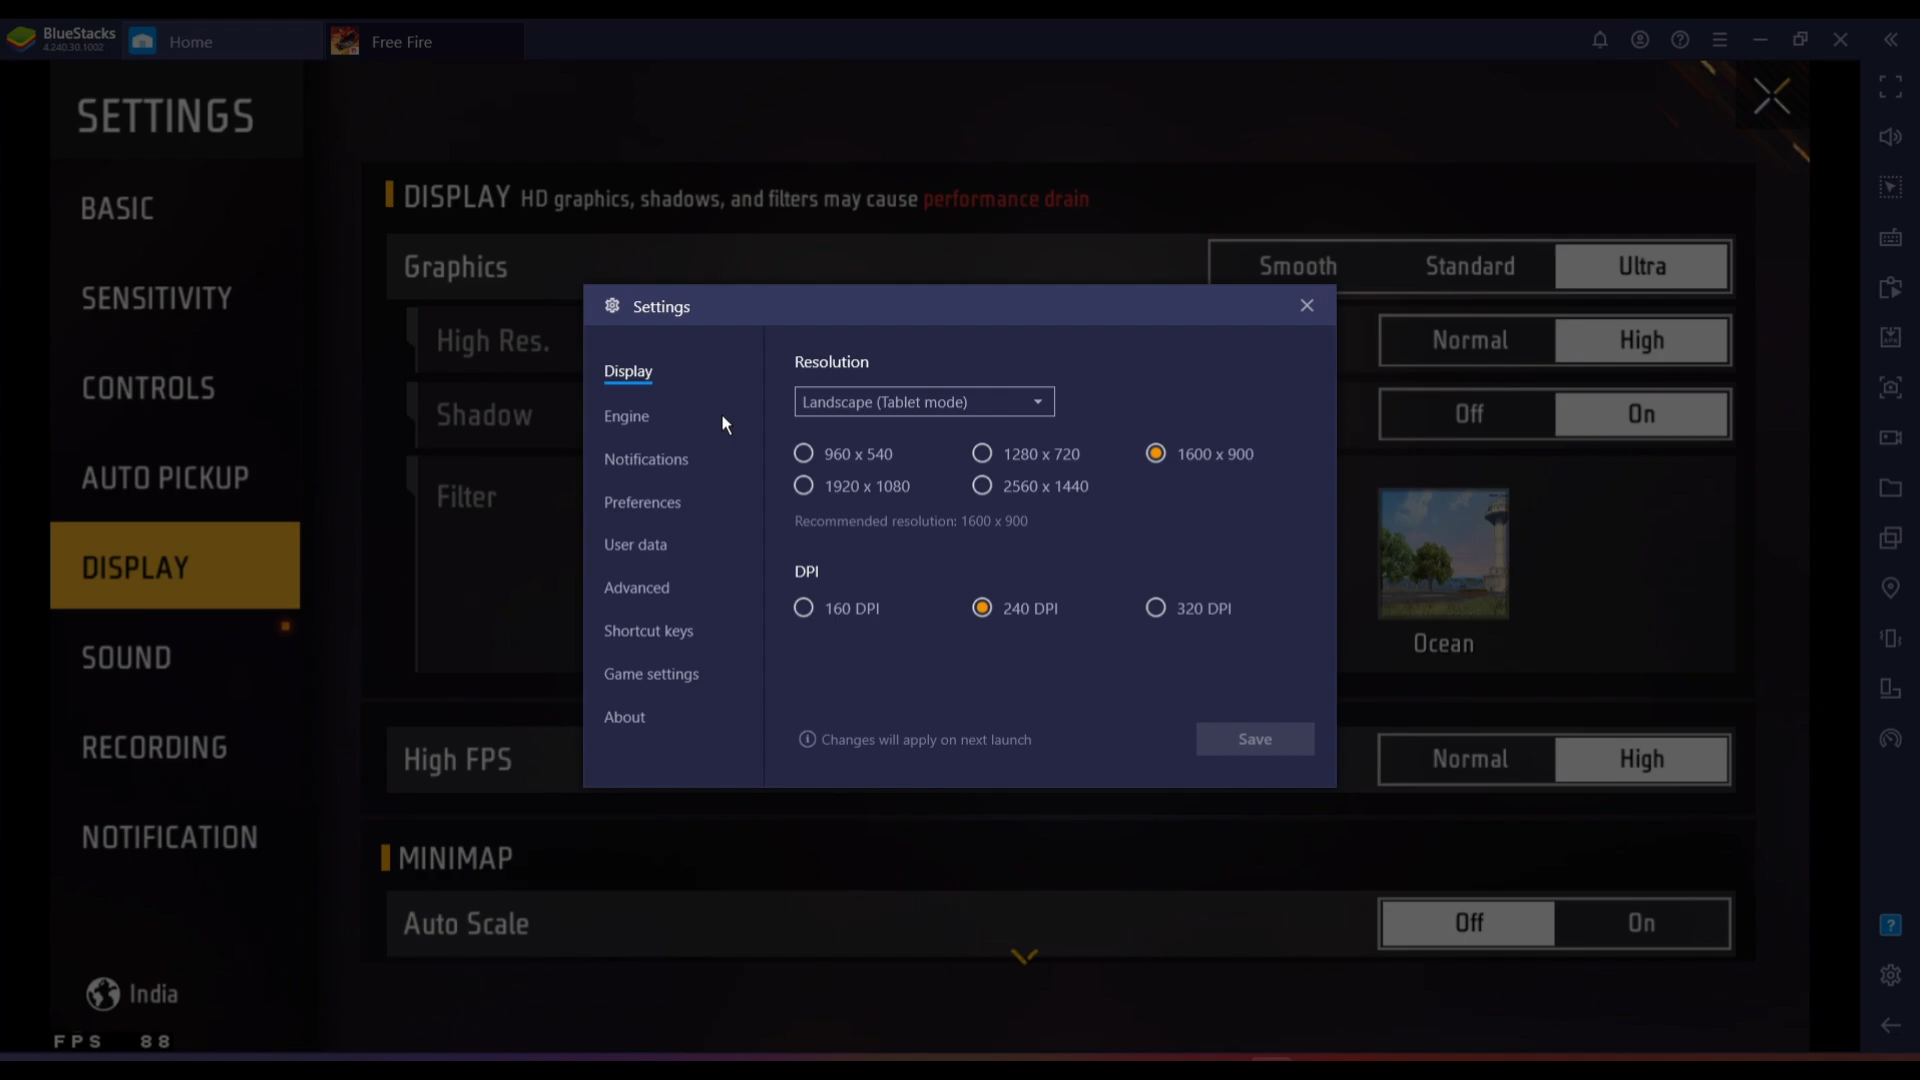 BlueStacks
4.240.30.1002
Home
Free Fire
SETTINGS
BASIC
SENSITIVITY
CONTROLS
AUTO PICKUP
DISPLAY
SOUND
RECORDING
NOTIFICATION
India
FPS 88
DISPLAY HD graphics, shadows, and filters may cause performance drain
Graphics
Smooth Standard Ultra
High Res.
Normal High
Shadow
Off On
Filter
Ocean
High FPS
Normal High
MINIMAP
Auto Scale
Off On
Settings
Display
Engine
Notifications
Preferences
User data
Advanced
Shortcut keys
Game settings
About
Resolution
Landscape (Tablet mode)
960 x 540 1280 x 720 1600 x 900
1920 x 1080 2560 x 1440
Recommended resolution: 1600 x 900
DPI
160 DPI 240 DPI 320 DPI
Changes will apply on next launch
Save